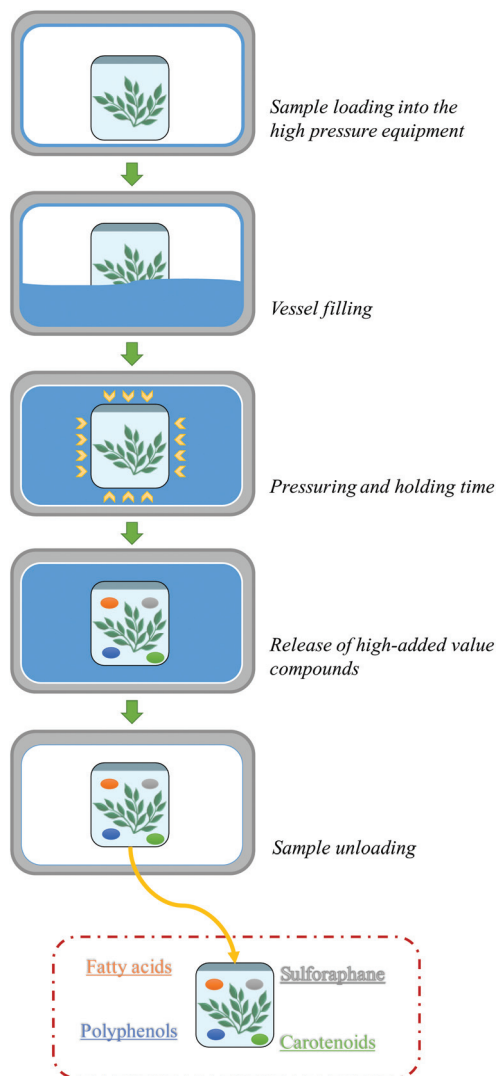 Sample loading into the
high pressure equipment
Vessel filling
Pressuring and holding time
Release of high-added value
compounds
Sample unloading
Fatty acids
Sulforaphane
Polyphenols
Carotenoids